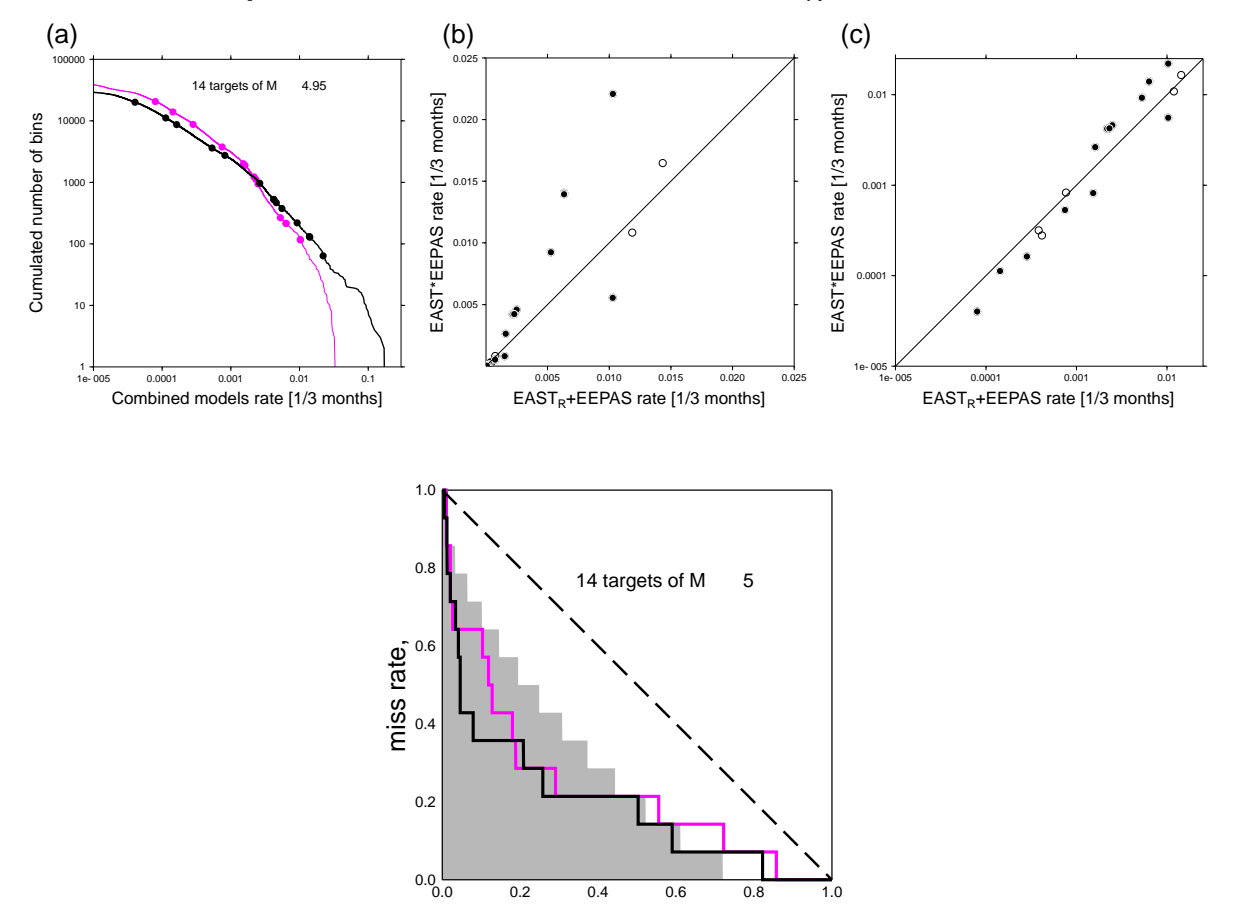 (a)
(b)
(c)
100000
10000
1000
100
10
1
14 targets of M 4.95
1e-005 0.0001 0.001 0.01 0.1
Cumulated number of bins
Combined models rate [1/3 months]
0.025
0.020
0.015
0.010
0.005
0.005 0.010 0.015 0.020 0.025
EAST*EEPAS rate [1/3 months]
EAST_R+EEPAS rate [1/3 months]
0.01
0.001
0.0001
1e-005
1e-005 0.0001 0.001 0.01
EAST*EEPAS rate [1/3 months]
EAST_R+EEPAS rate [1/3 months]
1.0
0.8
0.6
0.4
0.2
0.0
14 targets of M 5
miss rate,
0.0 0.2 0.4 0.6 0.8 1.0